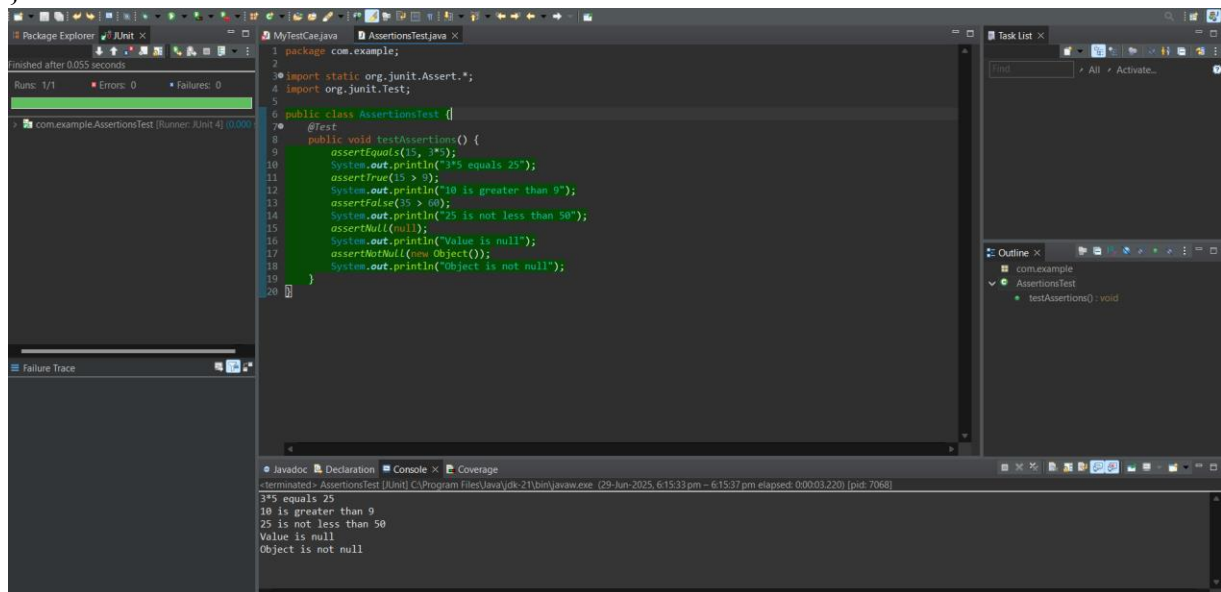 }
Package Explorer JUnit
Finished after 0.055 seconds
Runs: 1/1 Errors: 0 Failures: 0
com.example.AssertionsTest [Runner: JUnit 4] (0.000 s
Failure Trace
MyTestCae.java AssertionsTest.java
1 package com.example;
2
3 import static org.junit.Assert.*;
4 import org.junit.Test;
5
6 public class AssertionsTest {
7 @Test
8 public void testAssertions() {
9 assertEquals(15, 3*5);
10 System.out.println("3*5 equals 25");
11 assertTrue(15 > 9);
12 System.out.println("10 is greater than 9");
13 assertFalse(35 > 60);
14 System.out.println("25 is not less than 50");
15 assertNull(null);
16 System.out.println("Value is null");
17 assertNotNull(new Object());
18 System.out.println("Object is not null");
19 }
20 }
Task List
Find All Activate...
Outline
com.example
AssertionsTest
testAssertions() : void
Javadoc Declaration Console Coverage
<terminated> AssertionsTest [JUnit] C:\Program Files\Java\jdk-21\bin\javaw.exe (29-Jun-2025, 6:15:33 pm – 6:15:37 pm elapsed: 0:00:03.220) [pid: 7068]
3*5 equals 25
10 is greater than 9
25 is not less than 50
Value is null
Object is not null